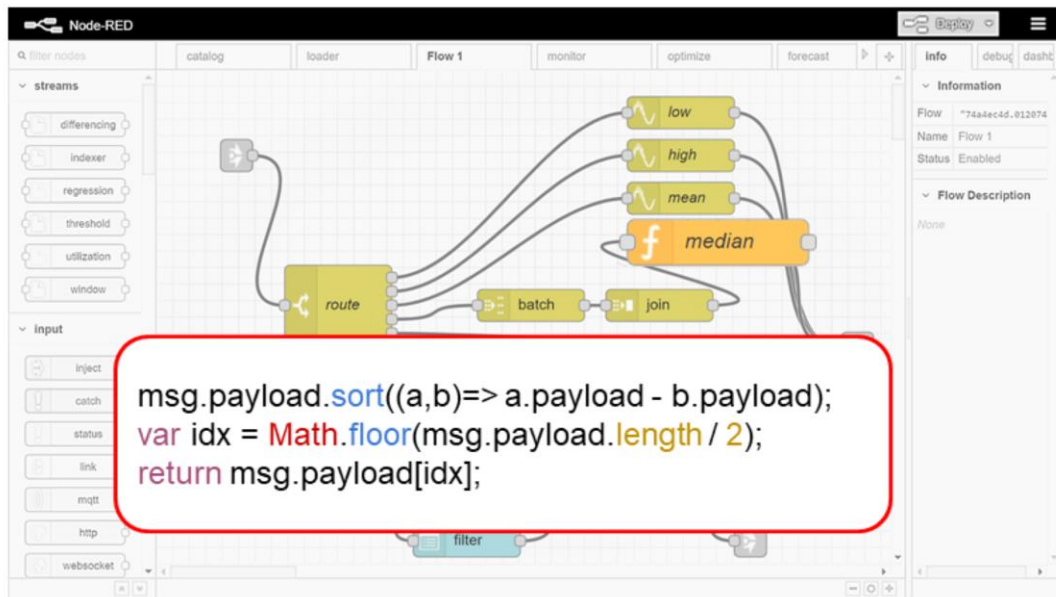 Node-RED
Deploy
filter nodes
catalog
loader
Flow 1
monitor
optimize
forecast
info
debug
dasht
streams
differencing
indexer
regression
threshold
utilization
window
input
inject
catch
status
link
mqtt
http
websocket
low
high
mean
median
route
batch
join
msg.payload.sort((a,b)=> a.payload - b.payload);
var idx = Math.floor(msg.payload.length / 2);
return msg.payload[idx];
filter
Information
Flow "74a4ec4d.012074
Name Flow 1
Status Enabled
Flow Description
None